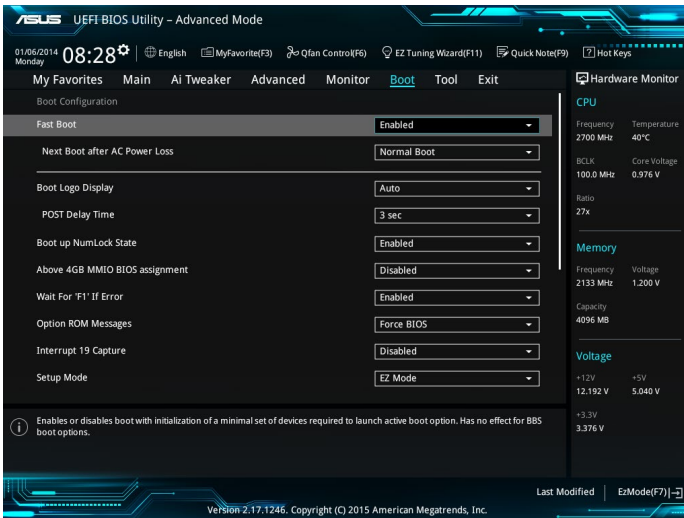 ASUS UEFI BIOS Utility – Advanced Mode
01/06/2014
Monday
08:28
English
MyFavorite(F3)
Qfan Control(F6)
EZ Tuning Wizard(F11)
Quick Note(F9)
? Hot Keys
My Favorites Main Ai Tweaker Advanced Monitor Boot Tool Exit
Hardware Monitor
Boot Configuration
Fast Boot Enabled
Next Boot after AC Power Loss Normal Boot
Boot Logo Display Auto
POST Delay Time 3 sec
Boot up NumLock State Enabled
Above 4GB MMIO BIOS assignment Disabled
Wait For 'F1' If Error Enabled
Option ROM Messages Force BIOS
Interrupt 19 Capture Disabled
Setup Mode EZ Mode
i Enables or disables boot with initialization of a minimal set of devices required to launch active boot option. Has no effect for BBS
boot options.
CPU
Frequency Temperature
2700 MHz 40°C
BCLK Core Voltage
100.0 MHz 0.976 V
Ratio
27x
Memory
Frequency Voltage
2133 MHz 1.200 V
Capacity
4096 MB
Voltage
+12V +5V
12.192 V 5.040 V
+3.3V
3.376 V
Last Modified
EzMode(F7)
Version 2.17.1246. Copyright (C) 2015 American Megatrends, Inc.